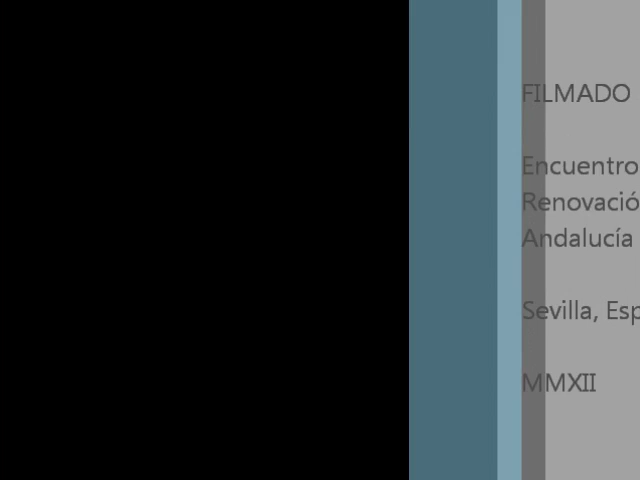 FILMADO
Encuentro
Renovació
Andalucía
Sevilla, Esp
MMXII